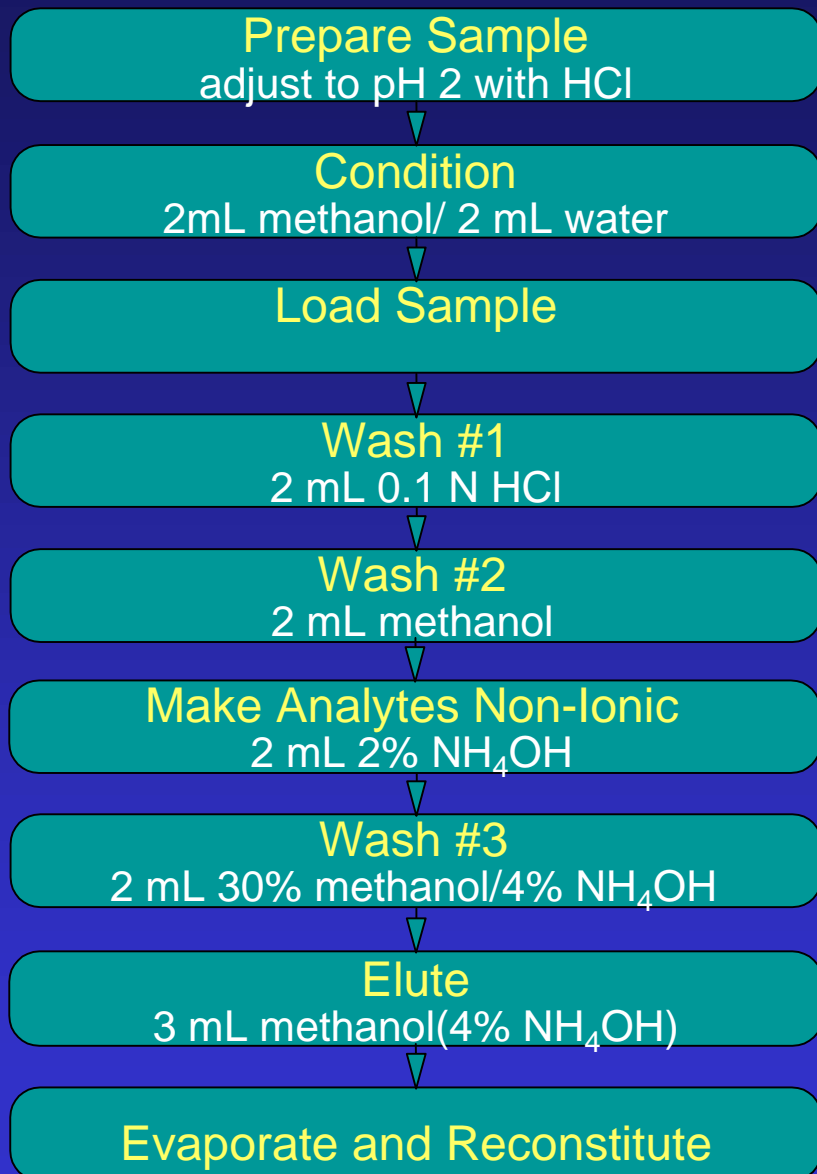 Prepare Sample
adjust to pH 2 with HCl
Condition
2mL methanol/ 2 mL water
Load Sample
Wash #1
2 mL 0.1 N HCl
Wash #2
2 mL methanol
Make Analytes Non-Ionic
2 mL 2% NH₄OH
Wash #3
2 mL 30% methanol/4% NH₄OH
Elute
3 mL methanol(4% NH₄OH)
Evaporate and Reconstitute